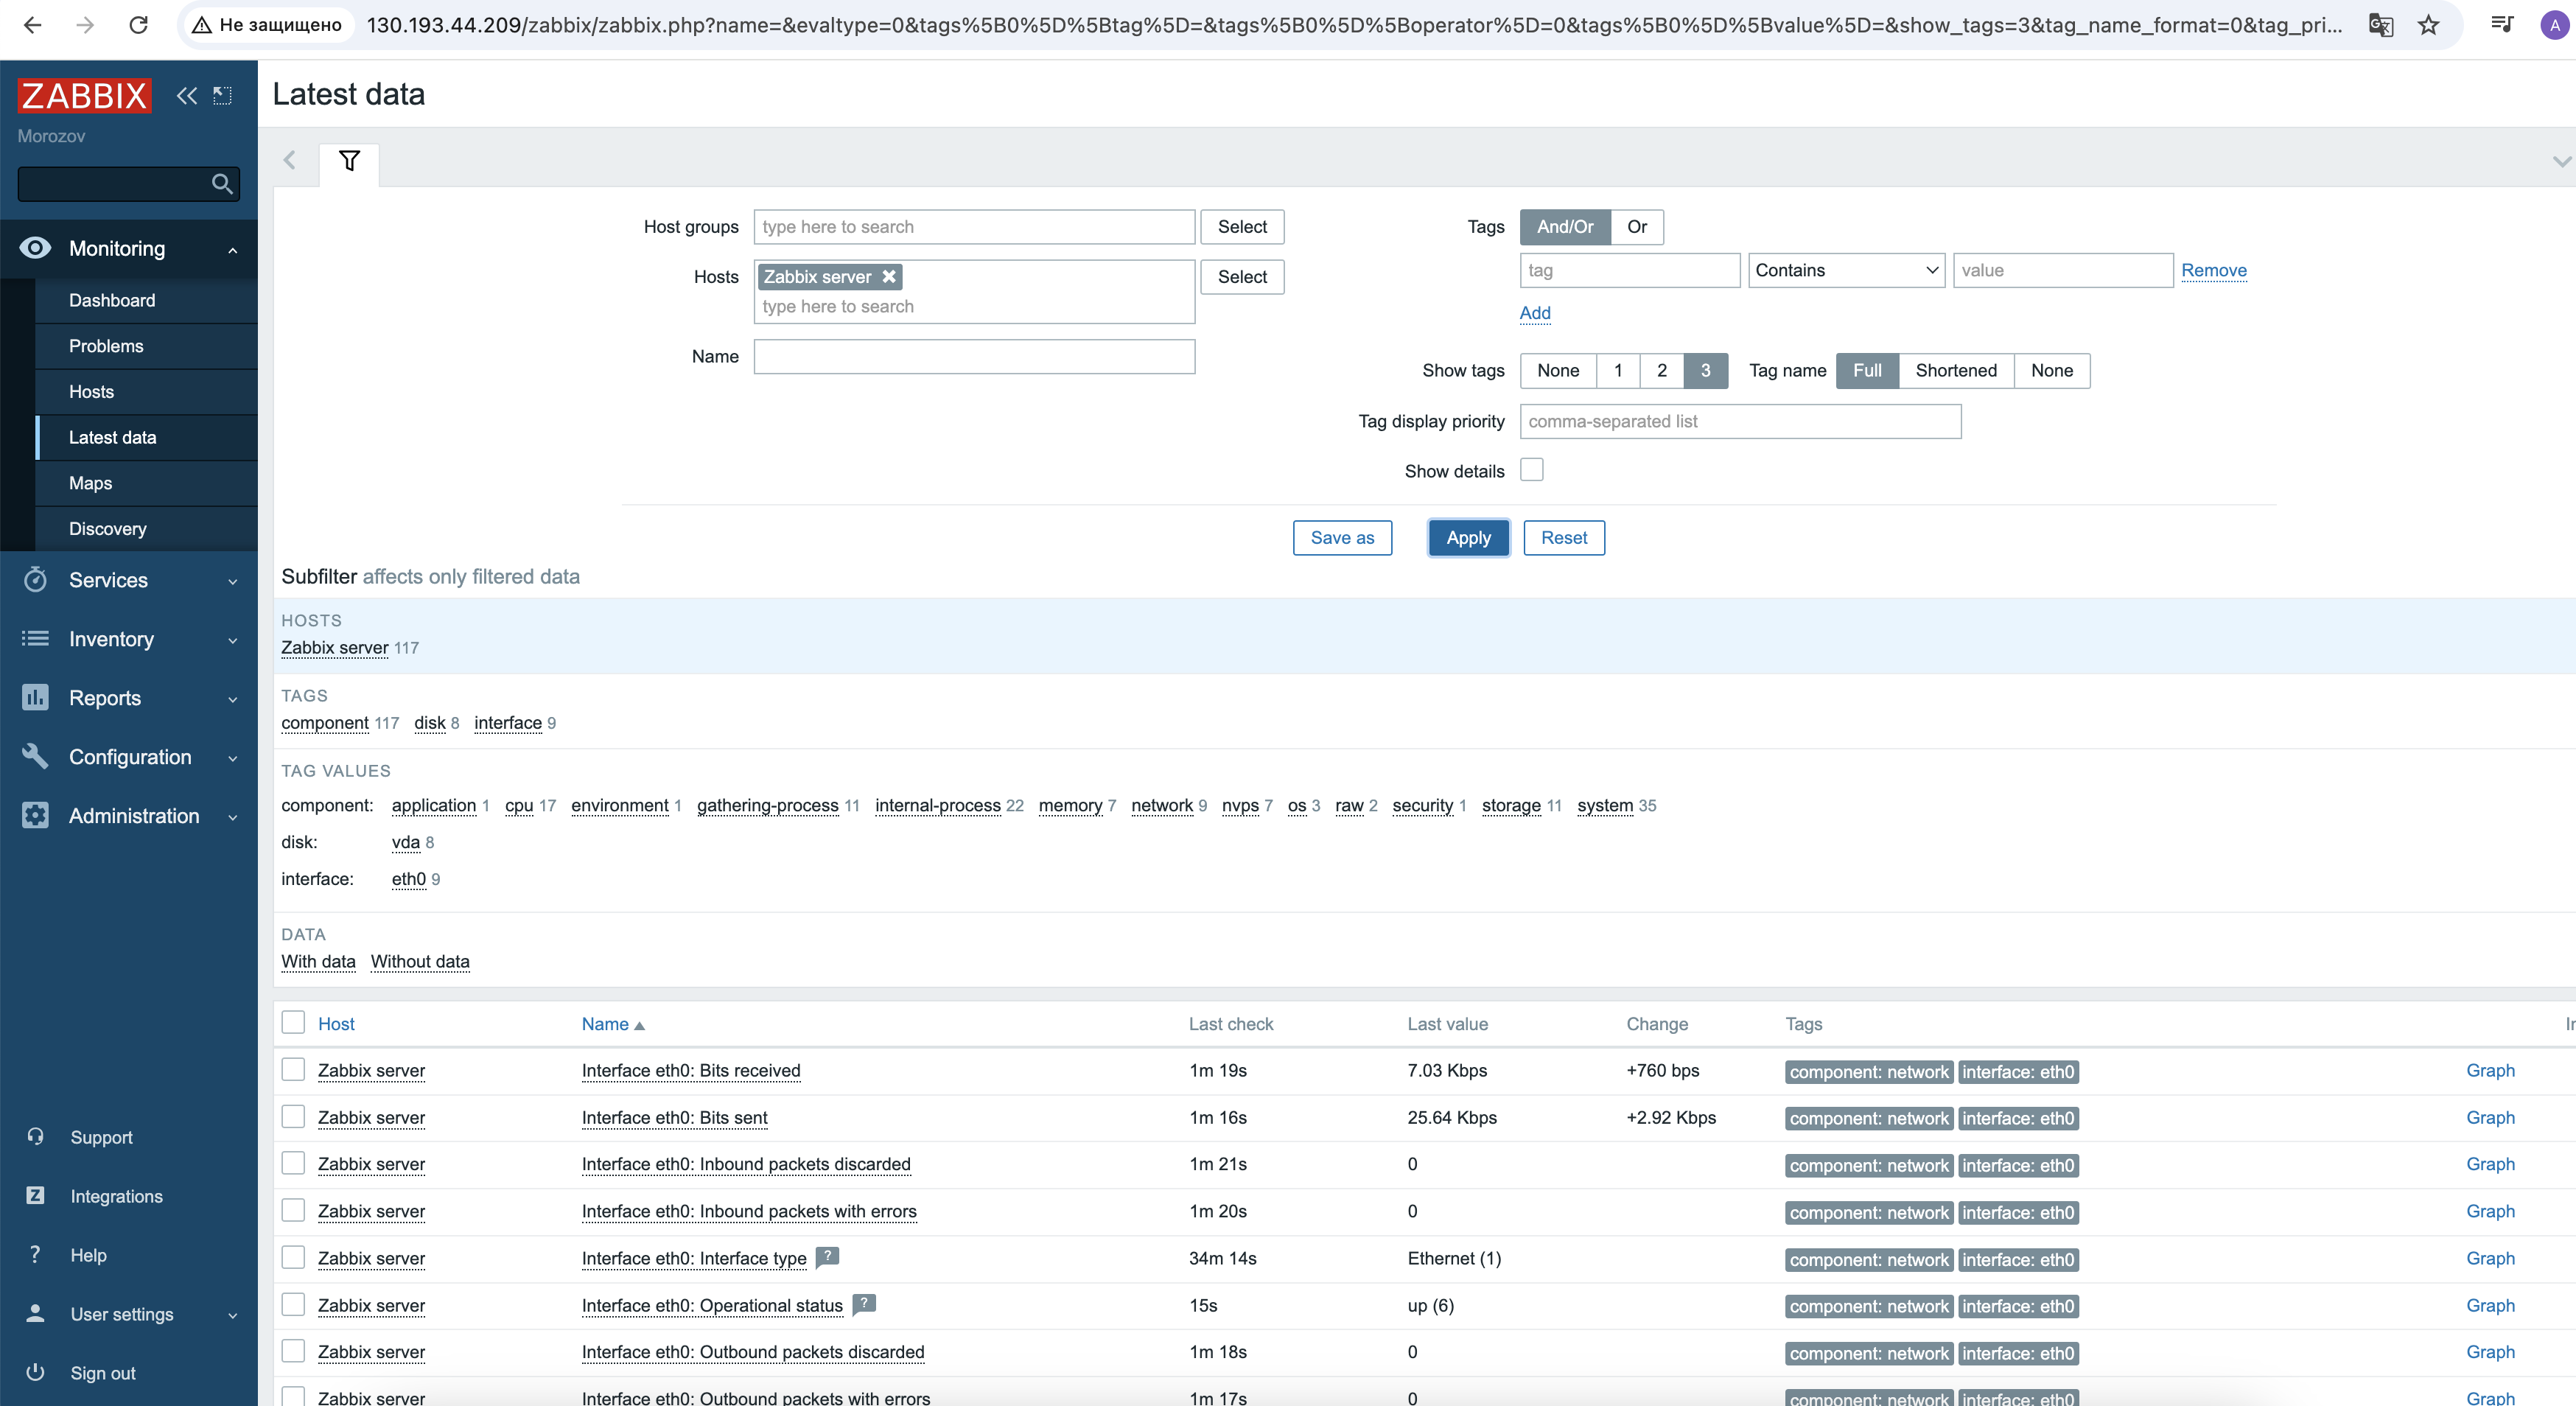 Не защищено 130.193.44.209/zabbix/zabbix.php?name=&evaltype=0&tags%5B0%5D%5Btag%5D=&tags%5B0%5D%5Boperator%5D=0&tags%5B0%5D%5Bvalue%5D=&show_tags=3&tag_name_format=0&tag_pri... A
ZABBIX
Morozov
Monitoring
Dashboard
Problems
Hosts
Latest data
Maps
Discovery
Services
Inventory
Reports
Configuration
Administration
Support
Integrations
Help
User settings
Sign out
Latest data
Host groups type here to search Select
Hosts Zabbix server Select
type here to search
Name
Tags And/Or Or
tag Contains value Remove
Add
Show tags None 1 2 3 Tag name Full Shortened None
Tag display priority comma-separated list
Show details
Save as Apply Reset
Subfilter affects only filtered data
HOSTS
Zabbix server 117
TAGS
component 117 disk 8 interface 9
TAG VALUES
component: application 1 cpu 17 environment 1 gathering-process 11 internal-process 22 memory 7 network 9 nvps 7 os 3 raw 2 security 1 storage 11 system 35
disk: vda 8
interface: eth0 9
DATA
With data Without data
Host Name Last check Last value Change Tags
Zabbix server Interface eth0: Bits received 1m 19s 7.03 Kbps +760 bps component: network interface: eth0 Graph
Zabbix server Interface eth0: Bits sent 1m 16s 25.64 Kbps +2.92 Kbps component: network interface: eth0 Graph
Zabbix server Interface eth0: Inbound packets discarded 1m 21s 0 component: network interface: eth0 Graph
Zabbix server Interface eth0: Inbound packets with errors 1m 20s 0 component: network interface: eth0 Graph
Zabbix server Interface eth0: Interface type ? 34m 14s Ethernet (1) component: network interface: eth0 Graph
Zabbix server Interface eth0: Operational status ? 15s up (6) component: network interface: eth0 Graph
Zabbix server Interface eth0: Outbound packets discarded 1m 18s 0 component: network interface: eth0 Graph
Zabbix server Interface eth0: Outbound packets with errors 1m 17s 0 component: network interface: eth0 Graph